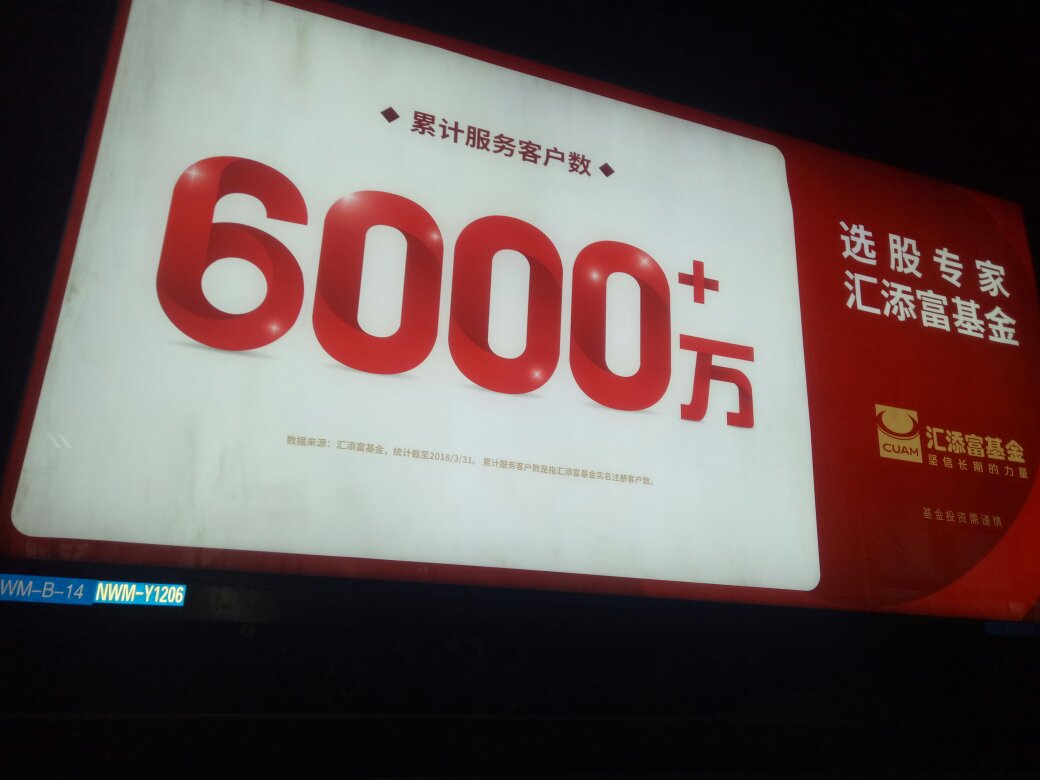 ◆ 累计服务客户数 ◆
6000+万
数据来源：汇添富基金，统计截至2018/3/31。累计服务客户数是指汇添富基金实名注册客户数。
选股专家
汇添富基金
CUAM
汇添富基金
坚信长期的力量
基金投资需谨慎
WM-B-14 NWM-Y1206